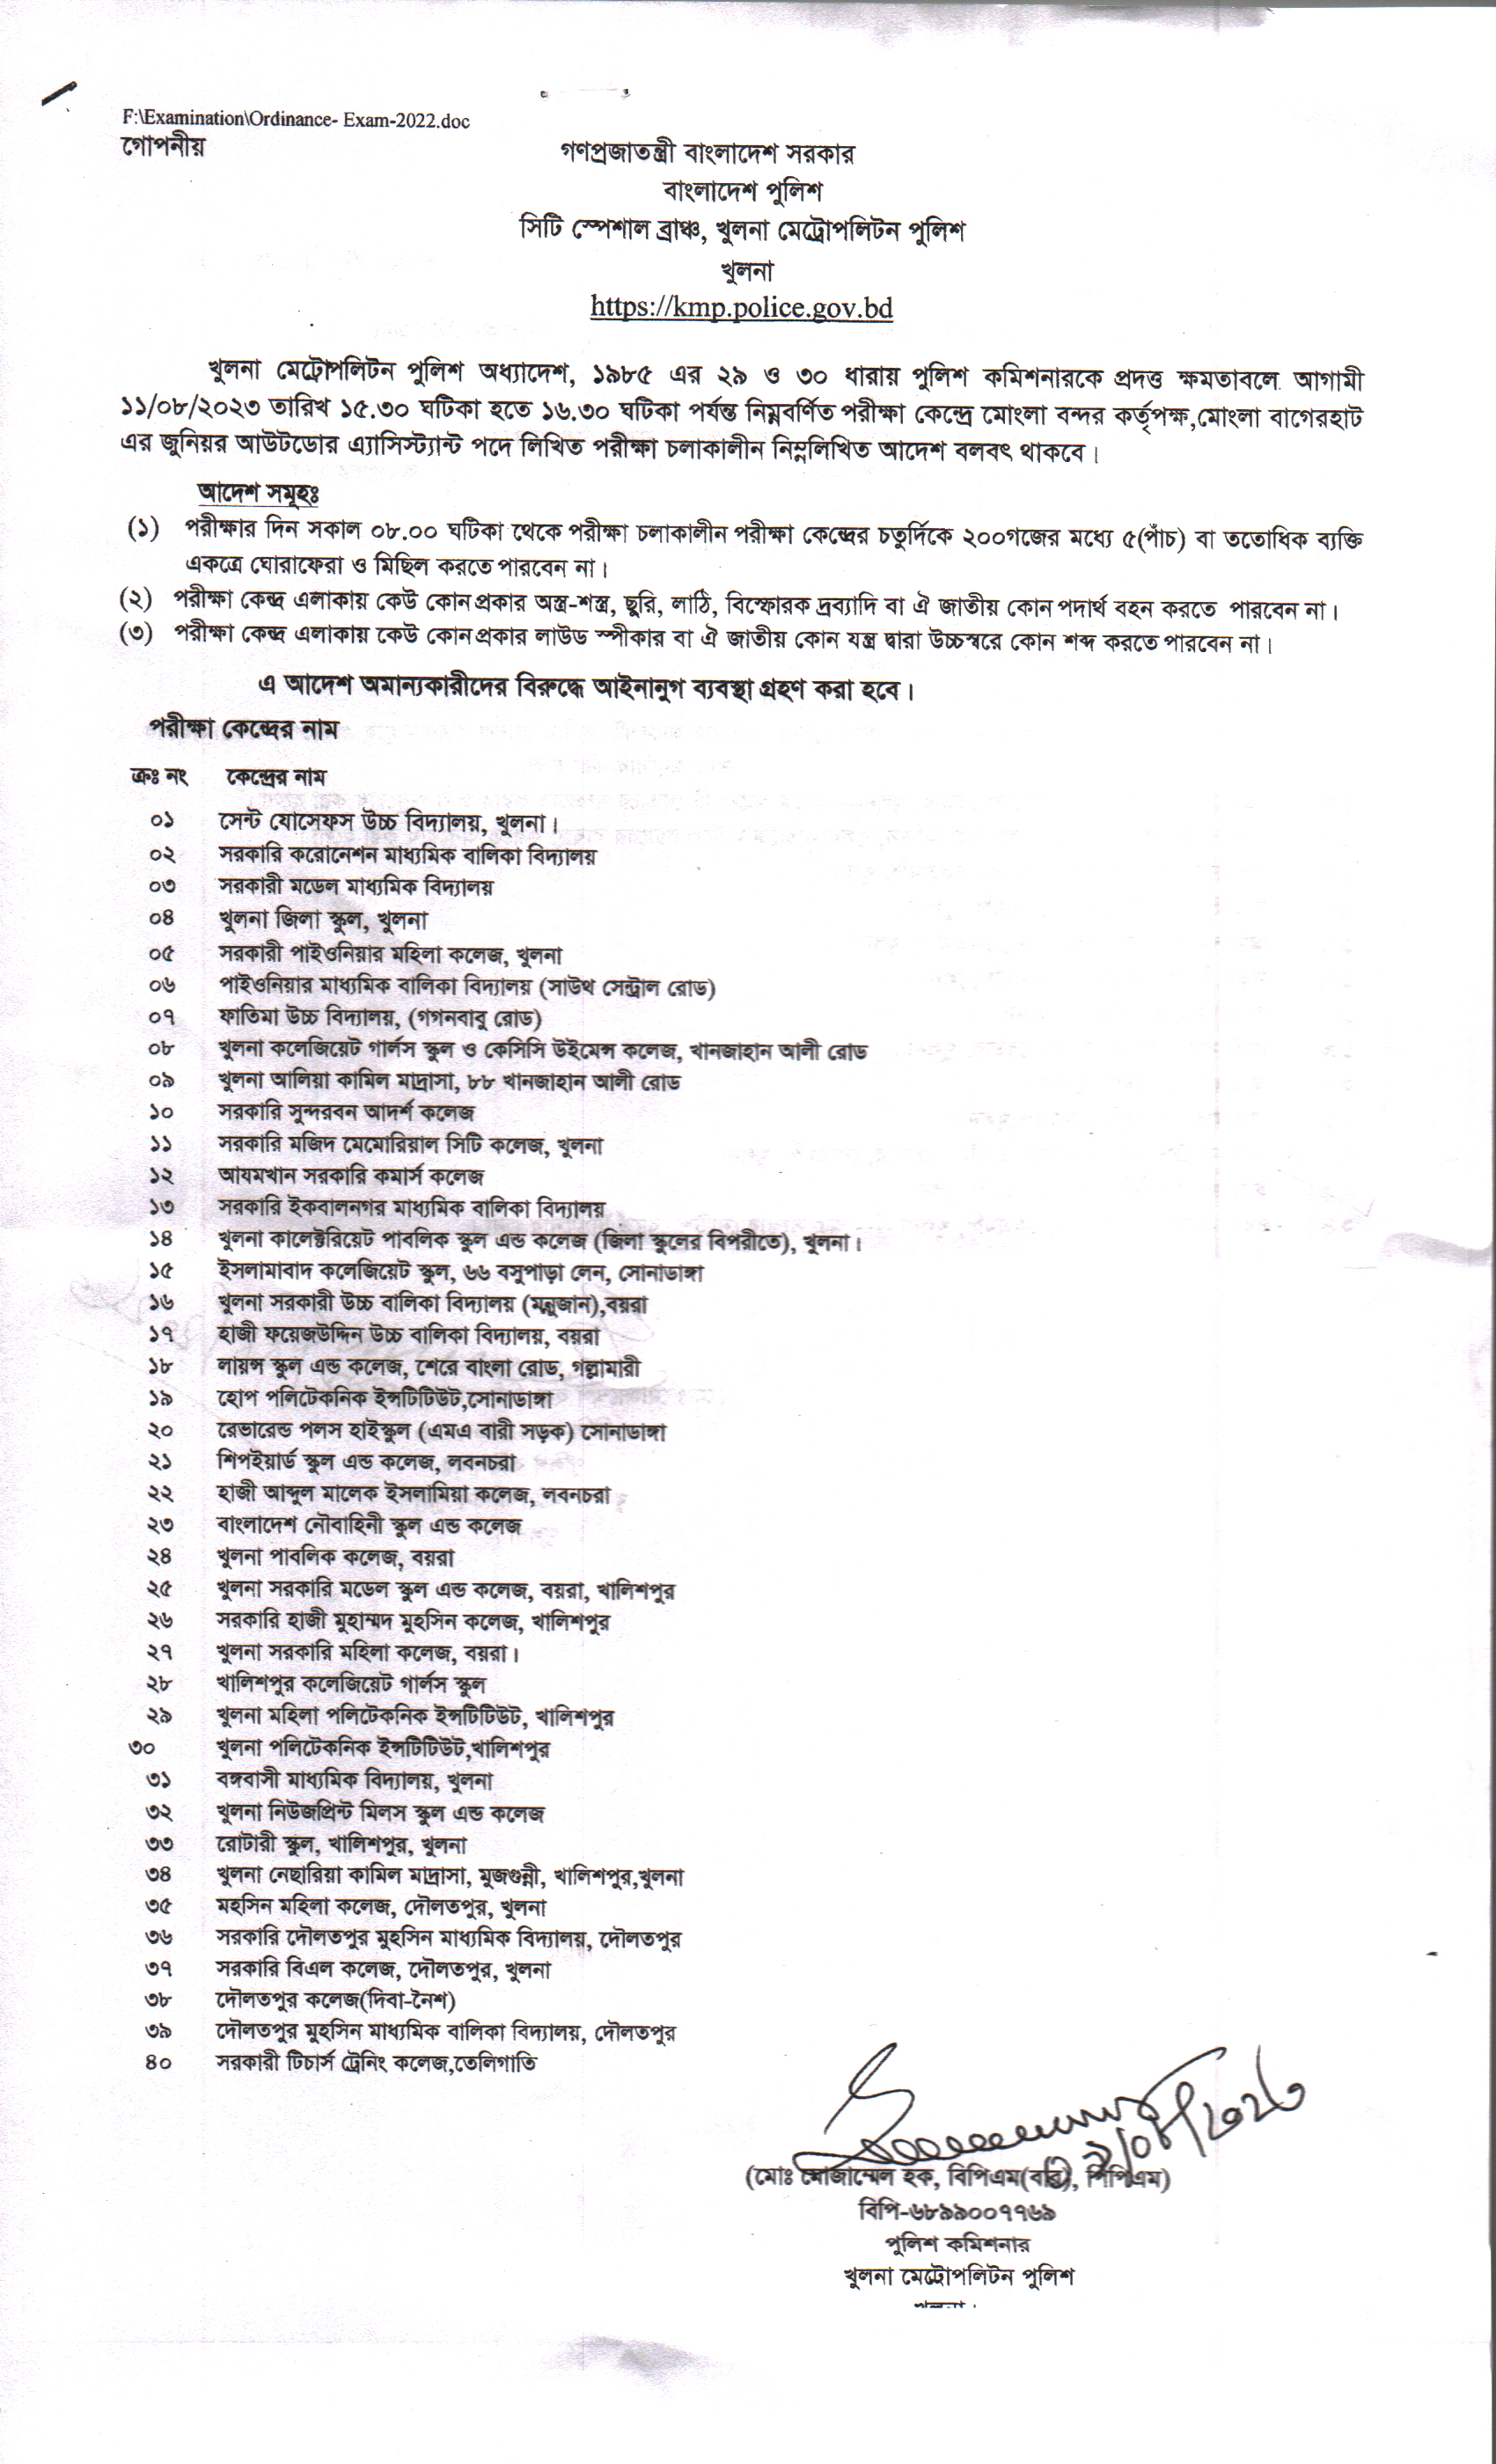 F:\Examination\Ordinance- Exam-2022.doc
গোপনীয়
গণপ্রজাতন্ত্রী বাংলাদেশ সরকার
বাংলাদেশ পুলিশ
সিটি স্পেশাল ব্রাঞ্চ, খুলনা মেট্রোপলিটন পুলিশ
খুলনা
https://kmp.police.gov.bd
খুলনা মেট্রোপলিটন পুলিশ অধ্যাদেশ, ১৯৮৫ এর ২৯ ও ৩০ ধারায় পুলিশ কমিশনারকে প্রদত্ত ক্ষমতাবলে আগামী
১১/০৮/২০২৩ তারিখ ১৫.৩০ ঘটিকা হতে ১৬.৩০ ঘটিকা পর্যন্ত নিম্নবর্ণিত পরীক্ষা কেন্দ্রে মোংলা বন্দর কর্তৃপক্ষ,মোংলা বাগেরহাট
এর জুনিয়র আউটডোর এ্যাসিস্ট্যান্ট পদে লিখিত পরীক্ষা চলাকালীন নিম্নলিখিত আদেশ বলবৎ থাকবে।
আদেশ সমূহঃ
(১) পরীক্ষার দিন সকাল ০৮.০০ ঘটিকা থেকে পরীক্ষা চলাকালীন পরীক্ষা কেন্দ্রের চতুর্দিকে ২০০গজের মধ্যে ৫(পাঁচ) বা ততোধিক ব্যক্তি
একত্রে ঘোরাফেরা ও মিছিল করতে পারবেন না।
(২) পরীক্ষা কেন্দ্র এলাকায় কেউ কোন প্রকার অস্ত্র-শস্ত্র, ছুরি, লাঠি, বিস্ফোরক দ্রব্যাদি বা ঐ জাতীয় কোন পদার্থ বহন করতে পারবেন না।
(৩) পরীক্ষা কেন্দ্র এলাকায় কেউ কোন প্রকার লাউড স্পীকার বা ঐ জাতীয় কোন যন্ত্র দ্বারা উচ্চস্বরে কোন শব্দ করতে পারবেন না।
এ আদেশ অমান্যকারীদের বিরুদ্ধে আইনানুগ ব্যবস্থা গ্রহণ করা হবে।
পরীক্ষা কেন্দ্রের নাম
ক্রঃ নং কেন্দ্রের নাম
০১ সেন্ট যোসেফস উচ্চ বিদ্যালয়, খুলনা।
০২ সরকারি করোনেশন মাধ্যমিক বালিকা বিদ্যালয়
০৩ সরকারী মডেল মাধ্যমিক বিদ্যালয়
০৪ খুলনা জিলা স্কুল, খুলনা
০৫ সরকারী পাইওনিয়ার মহিলা কলেজ, খুলনা
০৬ পাইওনিয়ার মাধ্যমিক বালিকা বিদ্যালয় (সাউথ সেন্ট্রাল রোড)
০৭ ফাতিমা উচ্চ বিদ্যালয়, (গগনবাবু রোড)
০৮ খুলনা কলেজিয়েট গার্লস স্কুল ও কেসিসি উইমেন্স কলেজ, খানজাহান আলী রোড
০৯ খুলনা আলিয়া কামিল মাদ্রাসা, ৮৮ খানজাহান আলী রোড
১০ সরকারি সুন্দরবন আদর্শ কলেজ
১১ সরকারি মজিদ মেমোরিয়াল সিটি কলেজ, খুলনা
১২ আযমখান সরকারি কমার্স কলেজ
১৩ সরকারি ইকবালনগর মাধ্যমিক বালিকা বিদ্যালয়
১৪ খুলনা কালেক্টরিয়েট পাবলিক স্কুল এন্ড কলেজ (জিলা স্কুলের বিপরীতে), খুলনা।
১৫ ইসলামাবাদ কলেজিয়েট স্কুল, ৬৬ বসুপাড়া লেন, সোনাডাঙ্গা
১৬ খুলনা সরকারী উচ্চ বালিকা বিদ্যালয় (মন্নুজান),বয়রা
১৭ হাজী ফয়েজউদ্দিন উচ্চ বালিকা বিদ্যালয়, বয়রা
১৮ লায়ন্স স্কুল এন্ড কলেজ, শেরে বাংলা রোড, গল্লামারী
১৯ হোপ পলিটেকনিক ইন্সটিটিউট,সোনাডাঙ্গা
২০ রেভারেন্ড পলস হাইস্কুল (এমএ বারী সড়ক) সোনাডাঙ্গা
২১ শিপইয়ার্ড স্কুল এন্ড কলেজ, লবনচরা
২২ হাজী আব্দুল মালেক ইসলামিয়া কলেজ, লবনচরা
২৩ বাংলাদেশ নৌবাহিনী স্কুল এন্ড কলেজ
২৪ খুলনা পাবলিক কলেজ, বয়রা
২৫ খুলনা সরকারি মডেল স্কুল এন্ড কলেজ, বয়রা, খালিশপুর
২৬ সরকারি হাজী মুহাম্মদ মুহসিন কলেজ, খালিশপুর
২৭ খুলনা সরকারি মহিলা কলেজ, বয়রা।
২৮ খালিশপুর কলেজিয়েট গার্লস স্কুল
২৯ খুলনা মহিলা পলিটেকনিক ইন্সটিটিউট, খালিশপুর
৩০ খুলনা পলিটেকনিক ইন্সটিটিউট,খালিশপুর
৩১ বঙ্গবাসী মাধ্যমিক বিদ্যালয়, খুলনা
৩২ খুলনা নিউজপ্রিন্ট মিলস স্কুল এন্ড কলেজ
৩৩ রোটারী স্কুল, খালিশপুর, খুলনা
৩৪ খুলনা নেছারিয়া কামিল মাদ্রাসা, মুজগুন্নী, খালিশপুর,খুলনা
৩৫ মহসিন মহিলা কলেজ, দৌলতপুর, খুলনা
৩৬ সরকারি দৌলতপুর মুহসিন মাধ্যমিক বিদ্যালয়, দৌলতপুর
৩৭ সরকারি বিএল কলেজ, দৌলতপুর, খুলনা
৩৮ দৌলতপুর কলেজ(দিবা-নৈশ)
৩৯ দৌলতপুর মুহসিন মাধ্যমিক বালিকা বিদ্যালয়, দৌলতপুর
৪০ সরকারী টিচার্স ট্রেনিং কলেজ,তেলিগাতি
(মোঃ মোজাম্মেল হক, বিপিএম(বার), পিপিএম)
বিপি-৬৮৯৯০০৭৭৬৯
পুলিশ কমিশনার
খুলনা মেট্রোপলিটন পুলিশ